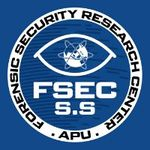 FORENSIC SECURITY RESEARCH CENTER
FSEC
S.S
· APU ·